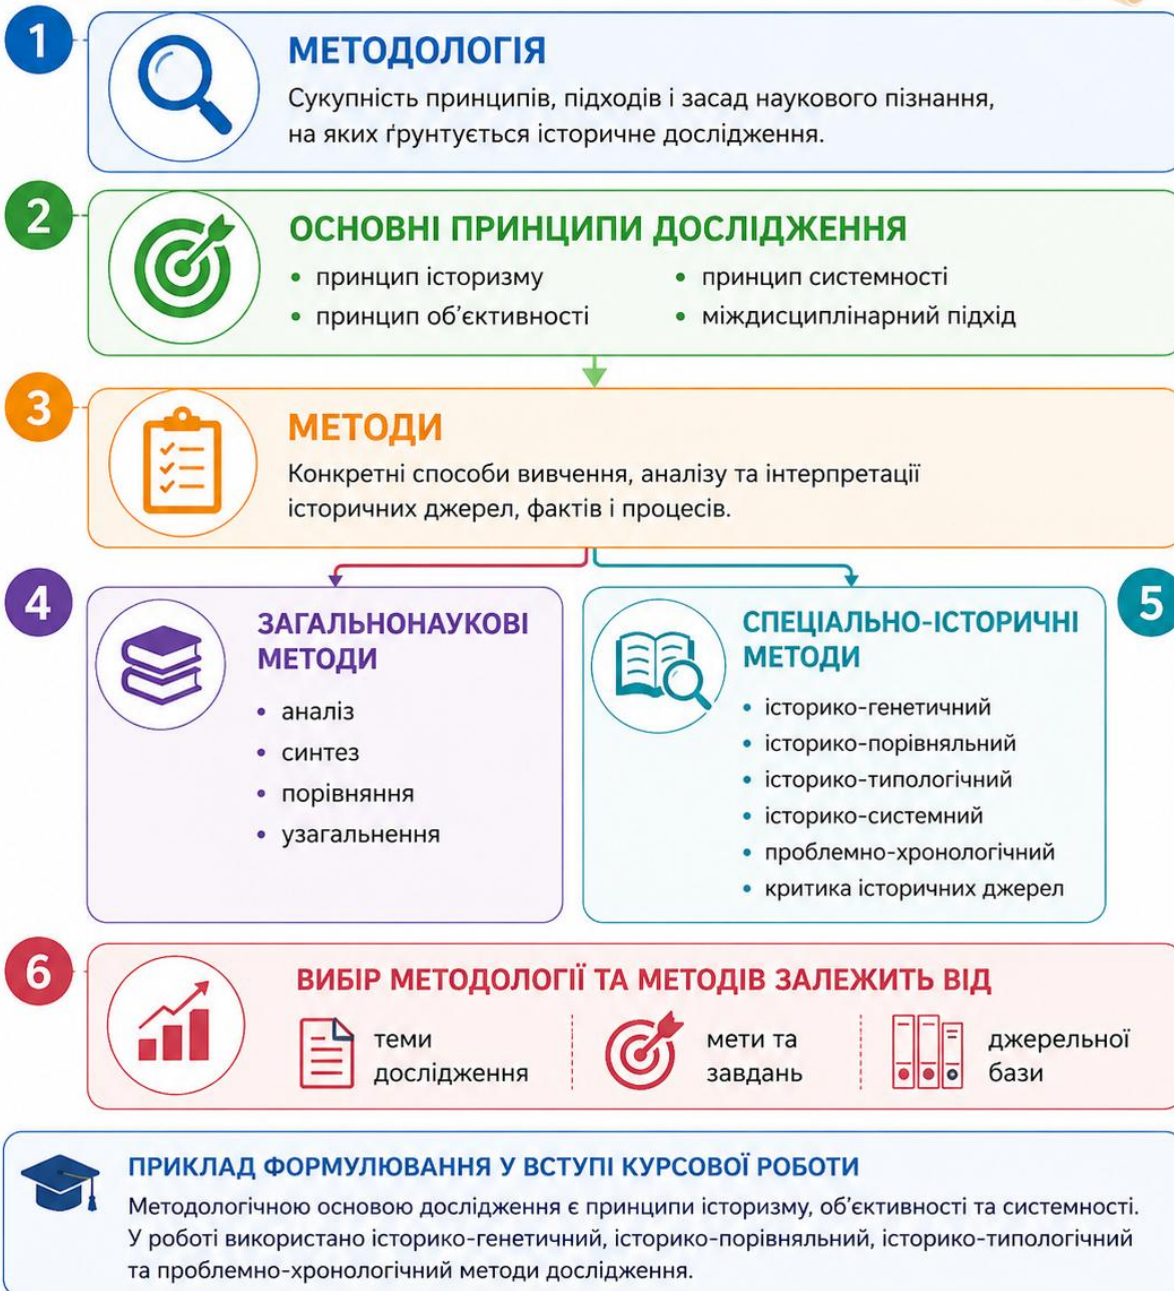 1
МЕТОДОЛОГІЯ
Сукупність принципів, підходів і засад наукового пізнання,
на яких ґрунтується історичне дослідження.
2
ОСНОВНІ ПРИНЦИПИ ДОСЛІДЖЕННЯ
• принцип історизму
• принцип об’єктивності
• принцип системності
• міждисциплінарний підхід
3
МЕТОДИ
Конкретні способи вивчення, аналізу та інтерпретації
історичних джерел, фактів і процесів.
4
ЗАГАЛЬНОНАУКОВІ
МЕТОДИ
• аналіз
• синтез
• порівняння
• узагальнення
5
СПЕЦІАЛЬНО-ІСТОРИЧНІ
МЕТОДИ
• історико-генетичний
• історико-порівняльний
• історико-типологічний
• історико-системний
• проблемно-хронологічний
• критика історичних джерел
6
ВИБІР МЕТОДОЛОГІЇ ТА МЕТОДІВ ЗАЛЕЖИТЬ ВІД
теми
дослідження
мети та
завдань
джерельної
бази
ПРИКЛАД ФОРМУЛЮВАННЯ У ВСТУПІ КУРСОВОЇ РОБОТИ
Методологічною основою дослідження є принципи історизму, об’єктивності та системності.
У роботі використано історико-генетичний, історико-порівняльний, історико-типологічний
та проблемно-хронологічний методи дослідження.